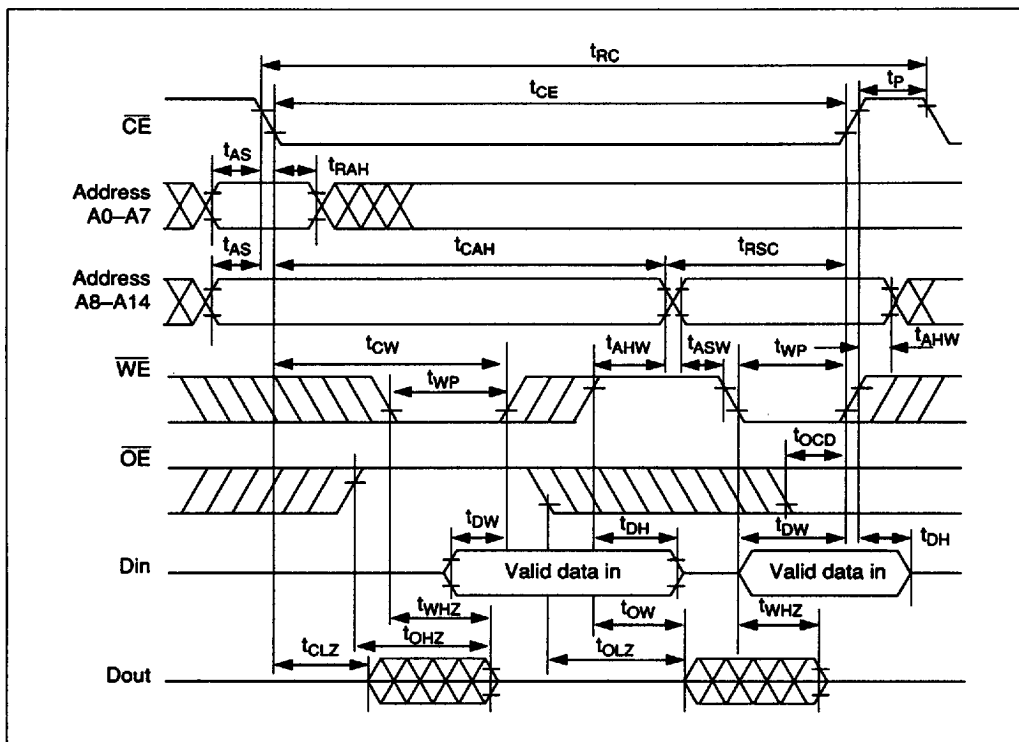 tRC
tCE
tP
CE
tAS
tRAH
Address
A0–A7
tAS
tCAH
tRSC
Address
A8–A14
tCW
tAHW
tASW
tWP
tAHW
WE
tWP
OE
tOCD
tDW
tDH
tDW
tDH
Din
Valid data in
Valid data in
tWHZ
tOW
tWHZ
tOHZ
tCLZ
tOLZ
Dout